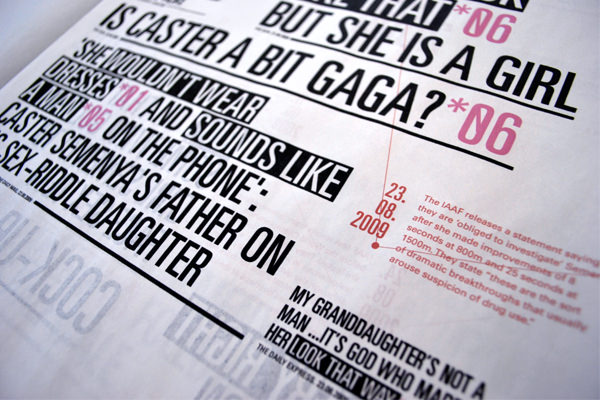 THAT *06
BUT SHE IS A GIRL
IS CASTER A BIT GAGA? *06
SHE WOULDN'T WEAR
DRESSES *01 AND SOUNDS LIKE
A MAN *05 ON THE PHONE':
CASTER SEMENYA'S FATHER ON
SEX-RIDDLE DAUGHTER
23.
08.
2009
The IAAF releases a statement saying
they are 'obliged to investigate'
after she made improvements of
seconds at 800m and 25 seconds at
1500m. They state "these are the sort
of dramatic breakthroughs that usually
arouse suspicion of drug use."
MY GRANDDAUGHTER'S NOT A
MAN ...IT'S GOD WHO MADE
HER LOOK THAT WAY
THE DAILY EXPRESS